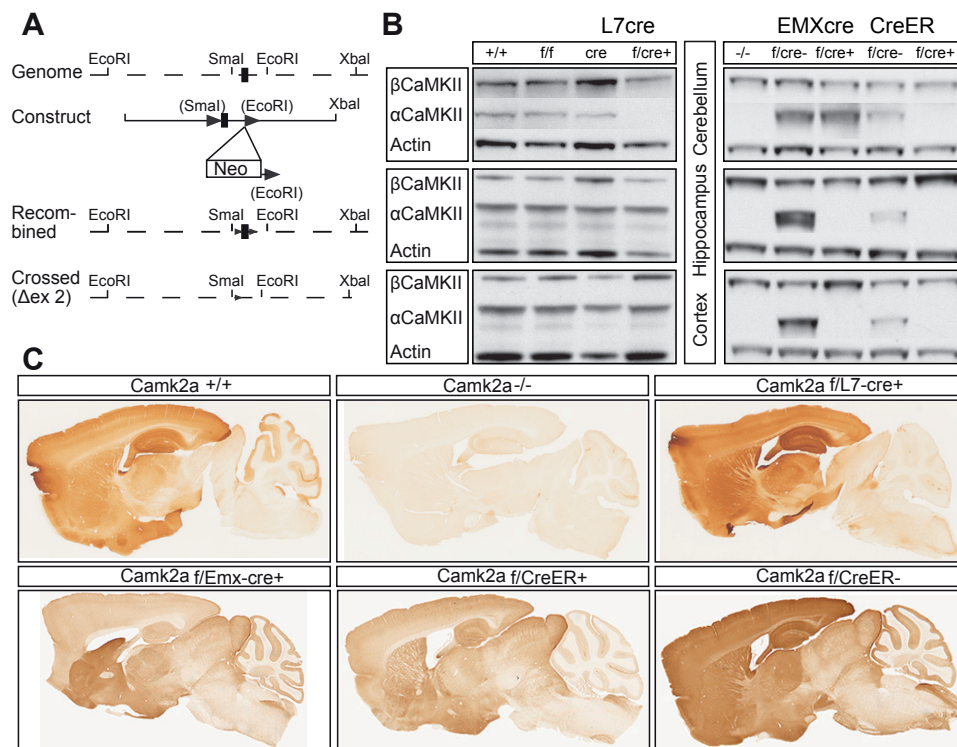 A
EcoRI SmaI XbaI
Genome
(SmaI) (EcoRI) XbaI
Construct
Neo
(EcoRI)
Recom-
bined
EcoRI SmaI EcoRI XbaI
Crossed
(Δex 2)
EcoRI SmaI EcoRI XbaI
B
L7cre
+/+ f/f cre f/cre+
βCaMKII
αCaMKII
Actin
βCaMKII
αCaMKII
Actin
βCaMKII
αCaMKII
Actin
Cerebellum
Hippocampus
Cortex
EMXcre CreER
-/- f/cre- f/cre+ f/cre- f/cre+
C
Camk2a +/+
Camk2a -/-
Camk2a f/L7-cre+
Camk2a f/Emx-cre+
Camk2a f/CreER+
Camk2a f/CreER-